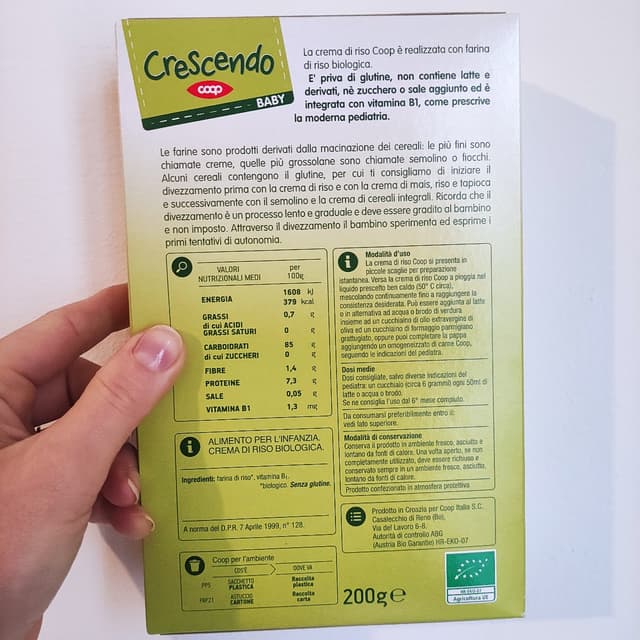 Crescendo
coop
BABY
La crema di riso Coop è realizzata con farina
di riso biologica.
E' priva di glutine, non contiene latte e
derivati, nè zucchero o sale aggiunto ed è
integrata con vitamina B1, come prescrive
la moderna pediatria.
Le farine sono prodotti derivati dalla macinazione dei cereali: le più fini sono
chiamate creme, quelle più grossolane sono chiamate semolino o fiocchi.
Alcuni cereali contengono il glutine, per cui ti consigliamo di iniziare il
divezzamento prima con la crema di riso e con la crema di mais, riso e tapioca
e successivamente con il semolino e la crema di cereali integrali. Ricorda che il
divezzamento è un processo lento e graduale e deve essere gradito al bambino
e non imposto. Attraverso il divezzamento il bambino sperimenta ed esprime i
primi tentativi di autonomia.
VALORI NUTRIZIONALI MEDI per 100g
ENERGIA 1608 kJ
379 kcal
GRASSI 0,7 g
di cui ACIDI
GRASSI SATURI 0 g
CARBOIDRATI 85 g
di cui ZUCCHERI 0 g
FIBRE 1,4 g
PROTEINE 7,3 g
SALE 0,05 g
VITAMINA B1 1,3 mg
ALIMENTO PER L'INFANZIA.
CREMA DI RISO BIOLOGICA.
Ingredienti: farina di riso*, vitamina B1.
*biologico. Senza glutine.
A norma del D.P.R. 7 Aprile 1999, n° 128.
Coop per l'ambiente
COS'È DOVE VA
PP5 SACCHETTO PLASTICA Raccolta plastica
PAP21 ASTUCCIO CARTONE Raccolta carta
Modalità d'uso
La crema di riso Coop si presenta in
piccole scaglie per preparazione
istantanea. Versa la crema di riso Coop a pioggia nel
liquido prescelto ben caldo (50° C circa),
mescolando continuamente fino a raggiungere la
consistenza desiderata. Può essere aggiunta al latte
o in alternativa ad acqua o brodo di verdura
insieme ad un cucchiaino di olio extravergine di
oliva ed un cucchiaino di formaggio parmigiano
grattugiato, oppure puoi completare la pappa
aggiungendo un omogeneizzato di carne Coop,
seguendo le indicazioni del pediatra.
Dosi medie
Dosi consigliate, salvo diverse indicazioni del
pediatra: un cucchiaio (circa 6 grammi) ogni 50ml di
latte o acqua o brodo.
Se ne consiglia l'uso dal 6° mese compiuto.
Da consumarsi preferibilmente entro il:
vedi lato superiore.
Modalità di conservazione
Conserva il prodotto in ambiente fresco, asciutto e
lontano da fonti di calore. Una volta aperto, se non
completamente utilizzato, deve essere richiuso e
conservato sempre in un ambiente fresco, asciutto,
lontano da fonti di calore.
Prodotto confezionato in atmosfera protettiva
Prodotto in Croazia per Coop Italia S.C.
Casalecchio di Reno (Bo),
Via del Lavoro 6-8.
Autorità di controllo ABG
(Austria Bio Garantie) HR-EKO-07
200g e
HR-EKO-07
Agricoltura UE